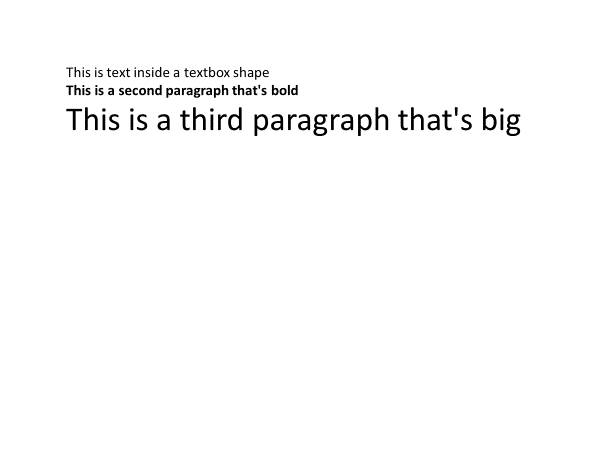 This is text inside a textbox shape
This is a second paragraph that's bold
This is a third paragraph that's big